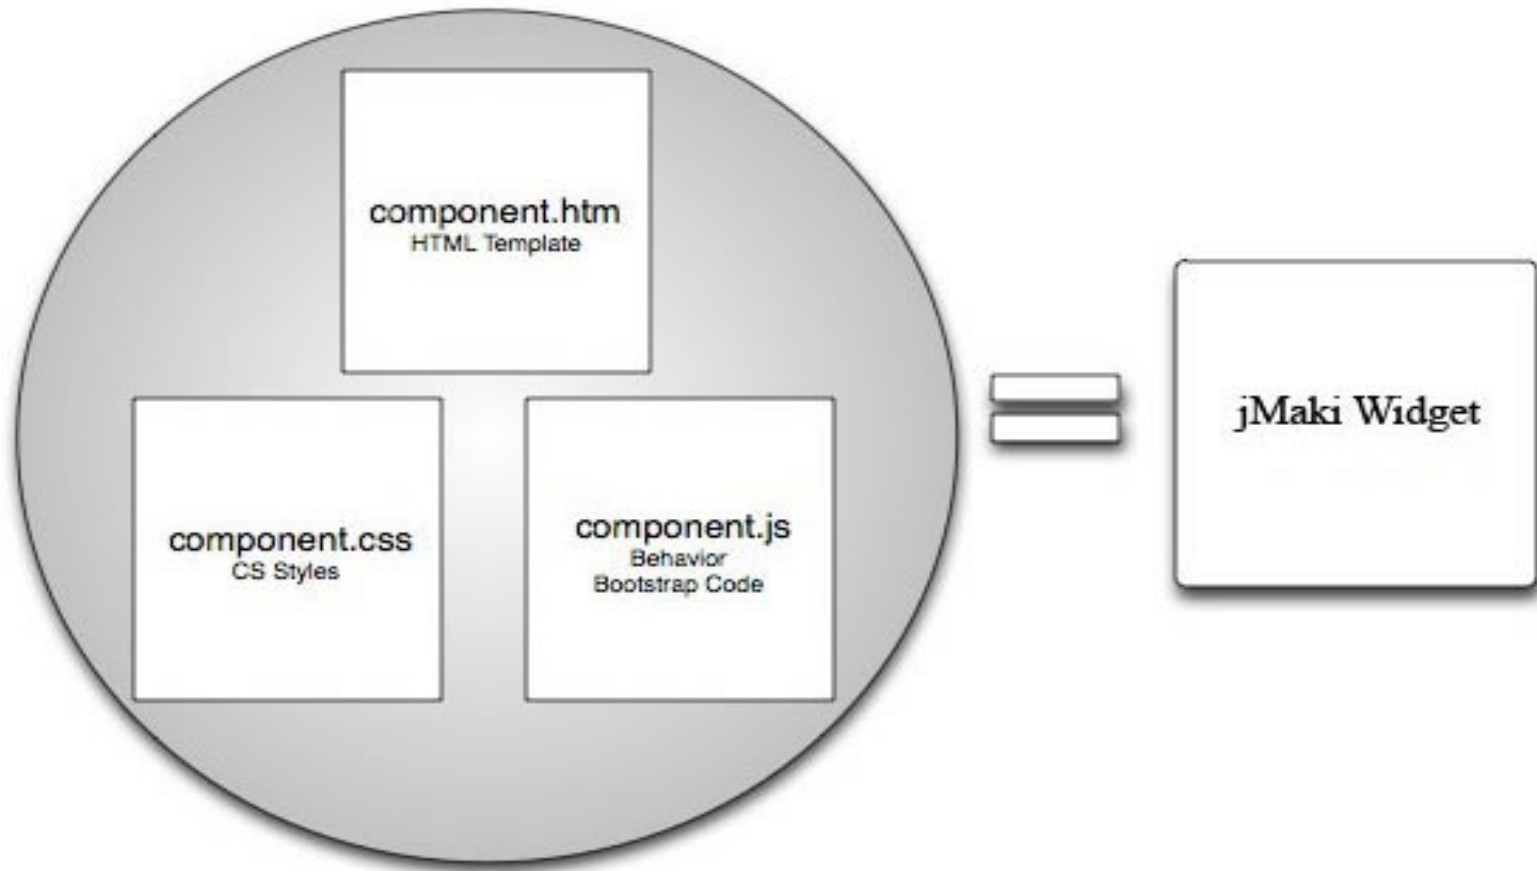 component.htm
HTML Template
component.css
CS Styles
component.js
Behavior
Bootstrap Code
jMaki Widget